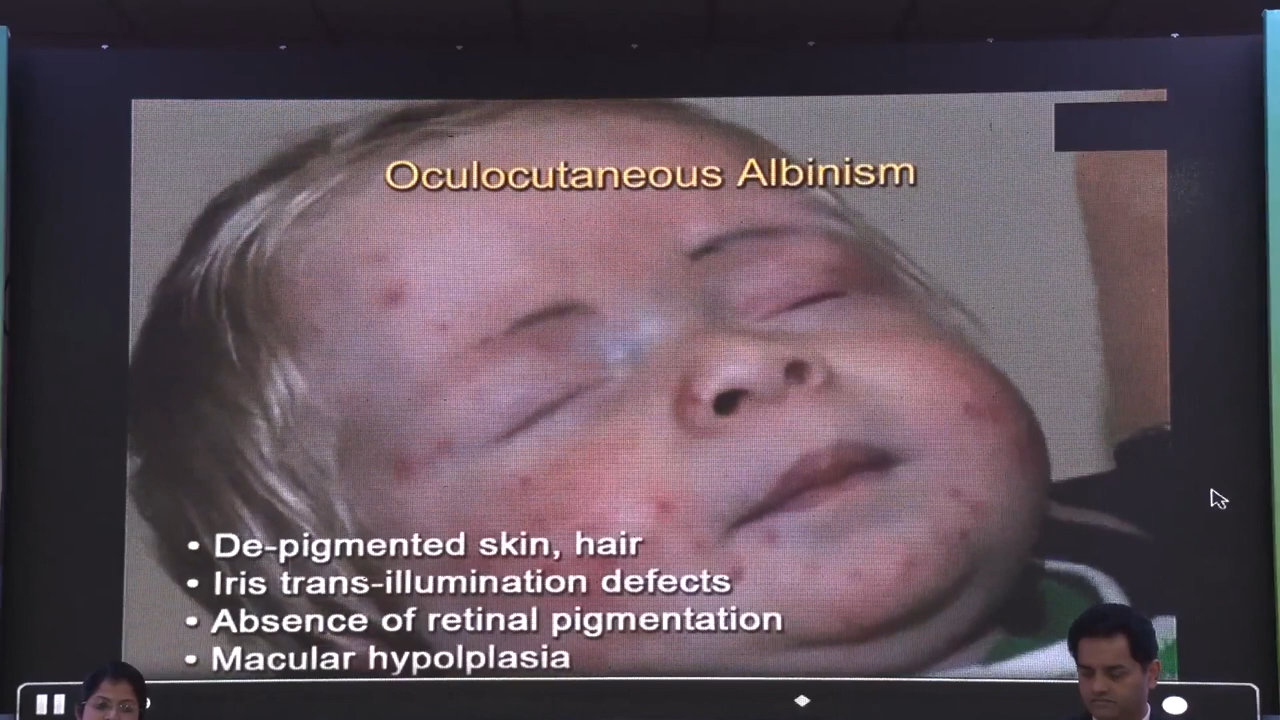 Oculocutaneous Albinism
• De-pigmented skin, hair
• Iris trans-illumination defects
• Absence of retinal pigmentation
• Macular hypolplasia